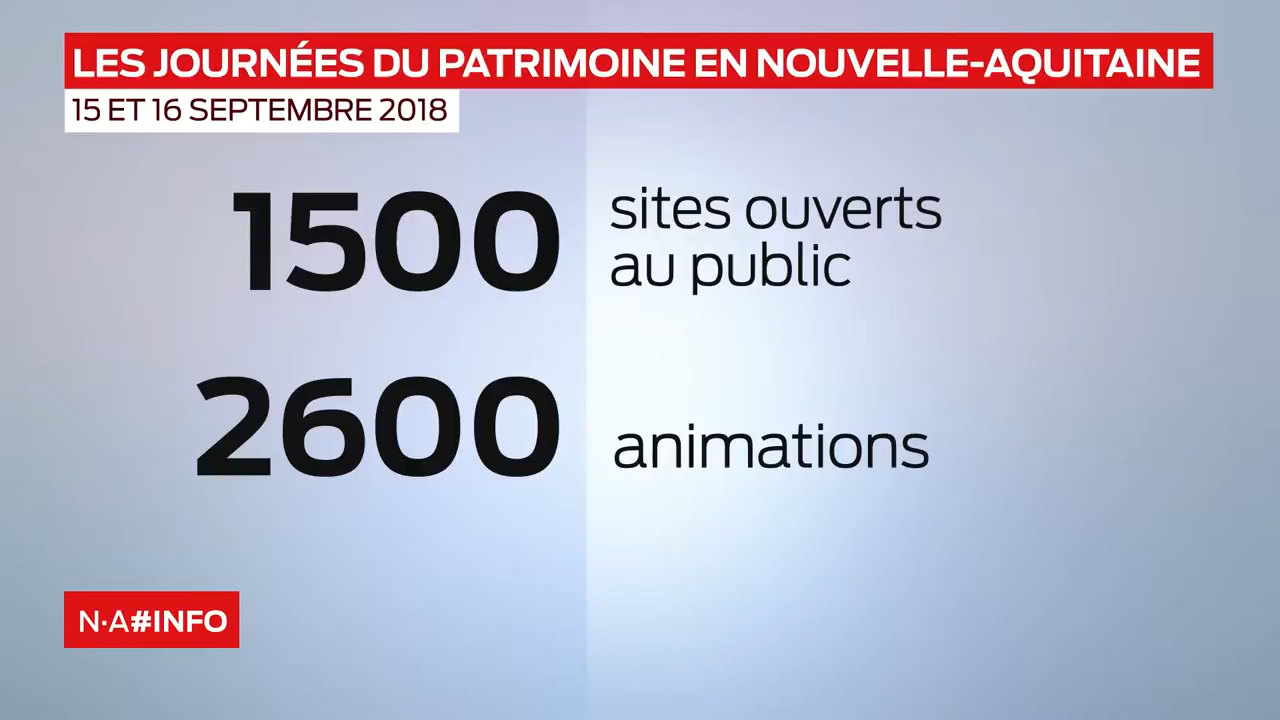 LES JOURNÉES DU PATRIMOINE EN NOUVELLE-AQUITAINE
15 ET 16 SEPTEMBRE 2018
1500 sites ouverts
au public
2600 animations
N·A#INFO